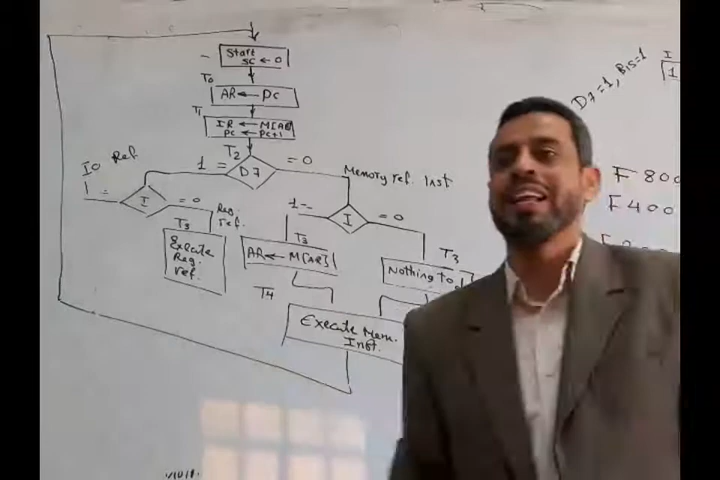 Start
SC ← 0
T0
AR ← PC
T1
IR ← M[AR]
PC ← PC+1
T2
1 =
D7
= 0
IO Ref.
Memory ref. Inst
1 =
I
= 0
1 =
I
= 0
T3
Reg.
ref.
Execute
Reg.
ref.
T3
AR ← M[AR]
T3
Nothing to
T4
Execute Mem.
Inst.
D7=1, B15=1
I
1
F 800
F 400